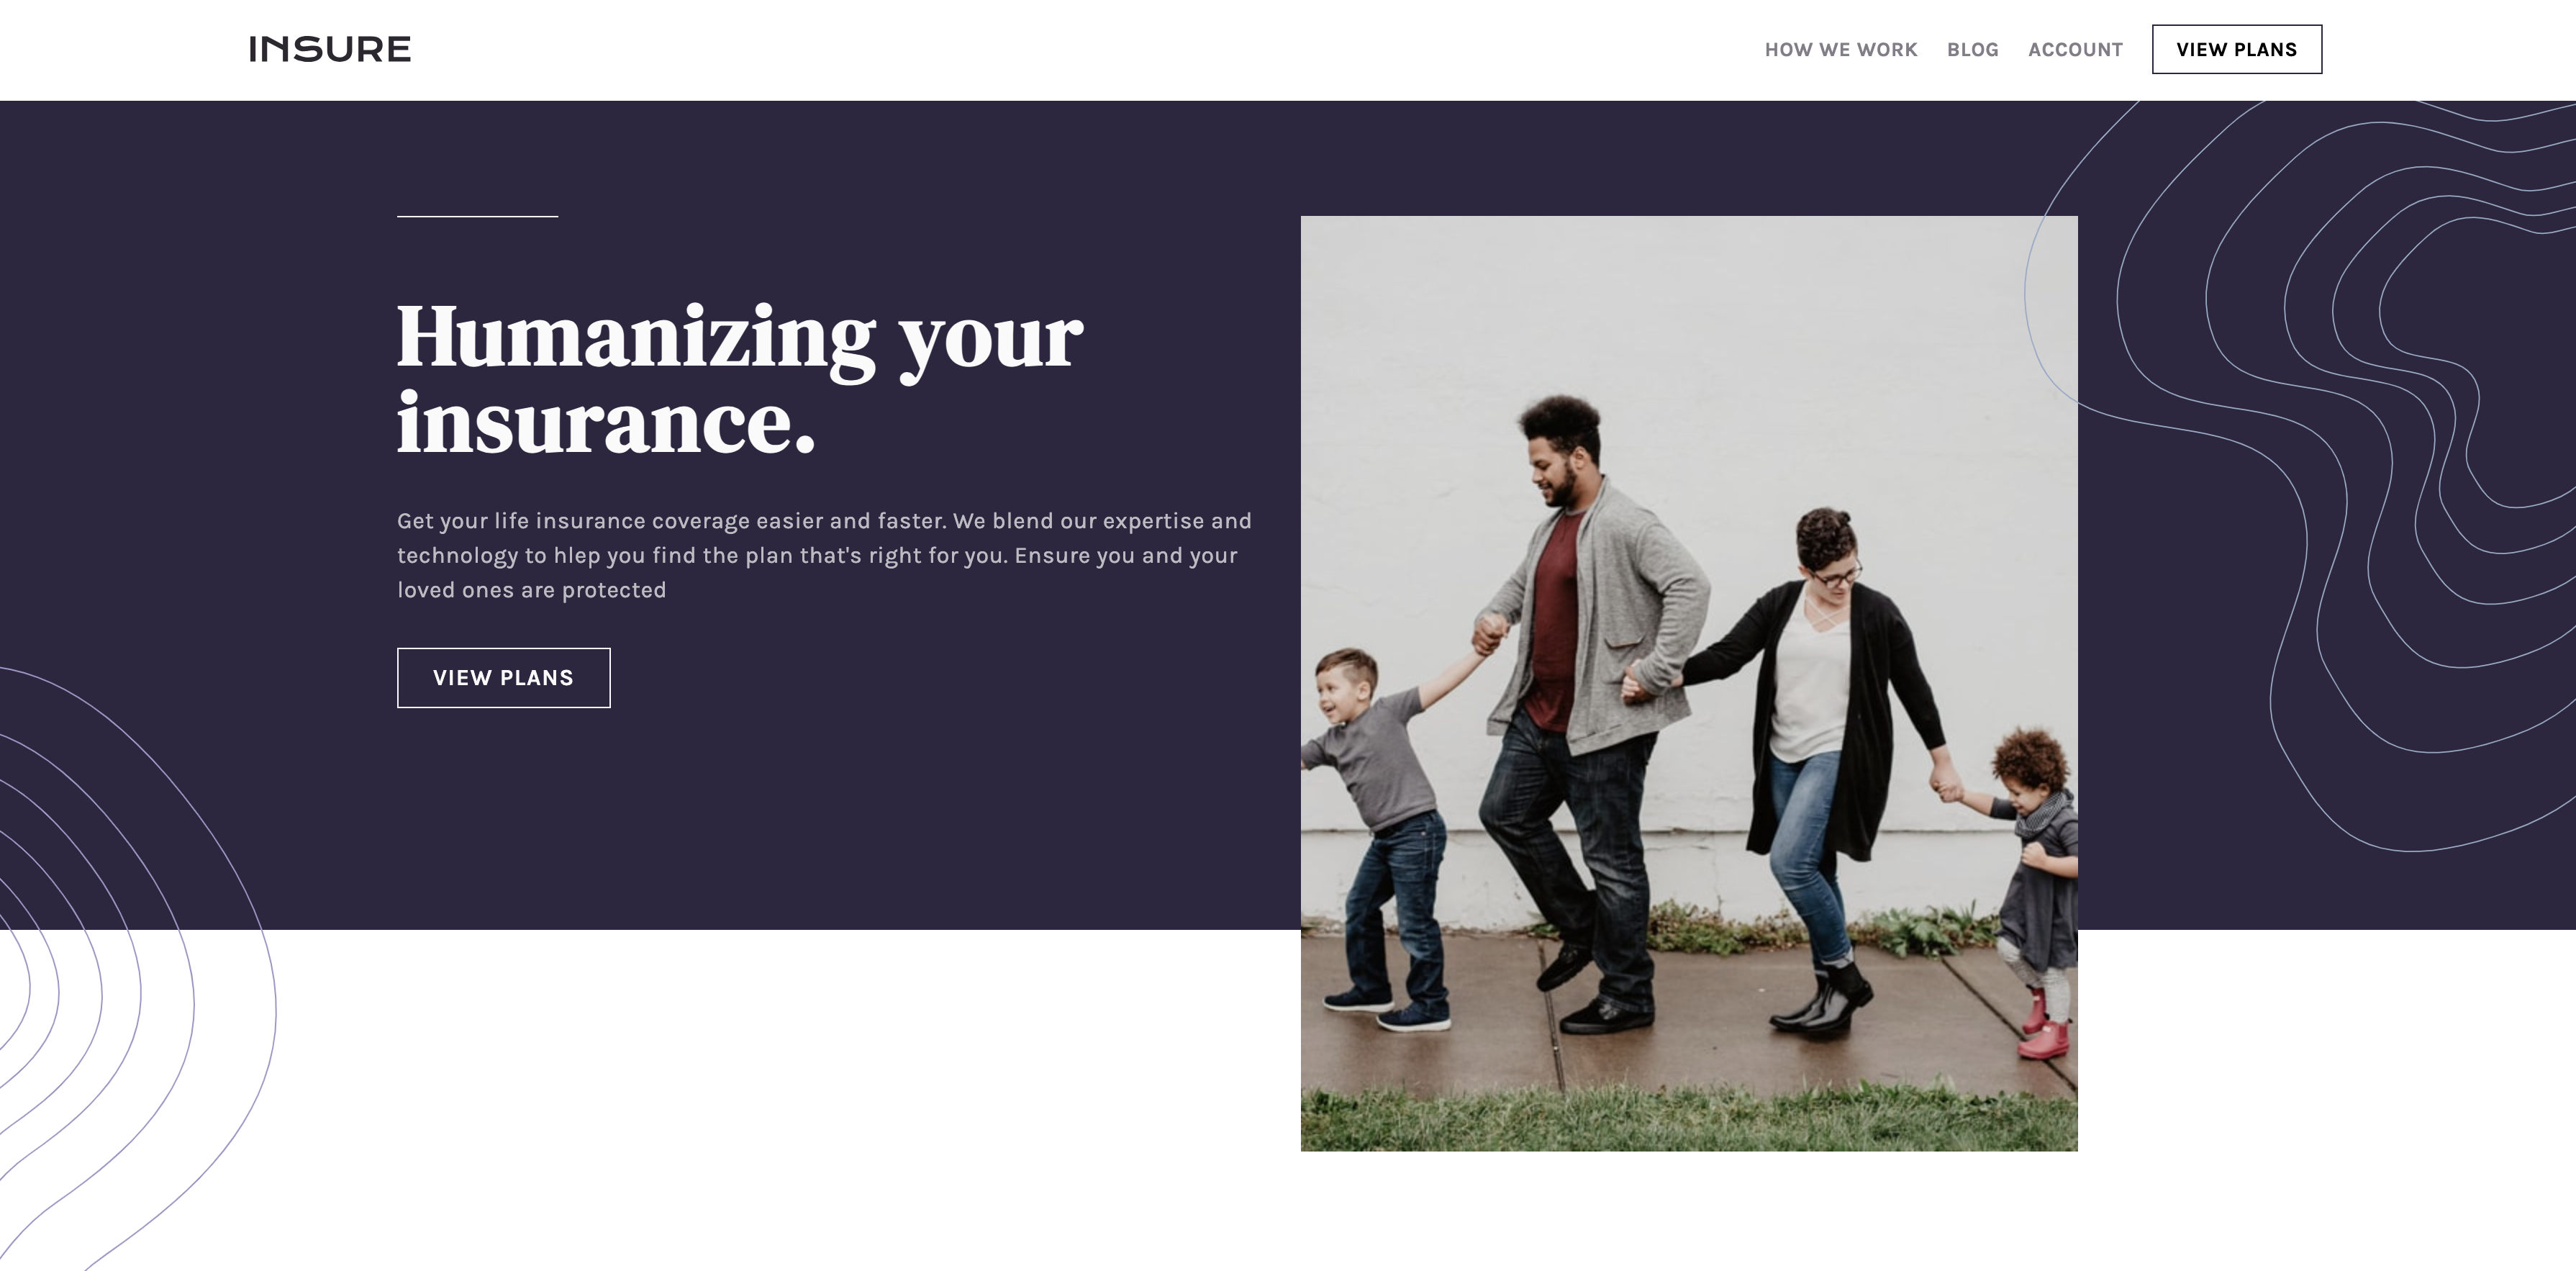 INSURE
HOW WE WORK BLOG ACCOUNT VIEW PLANS
Humanizing your
insurance.
Get your life insurance coverage easier and faster. We blend our expertise and
technology to hlep you find the plan that's right for you. Ensure you and your
loved ones are protected
VIEW PLANS